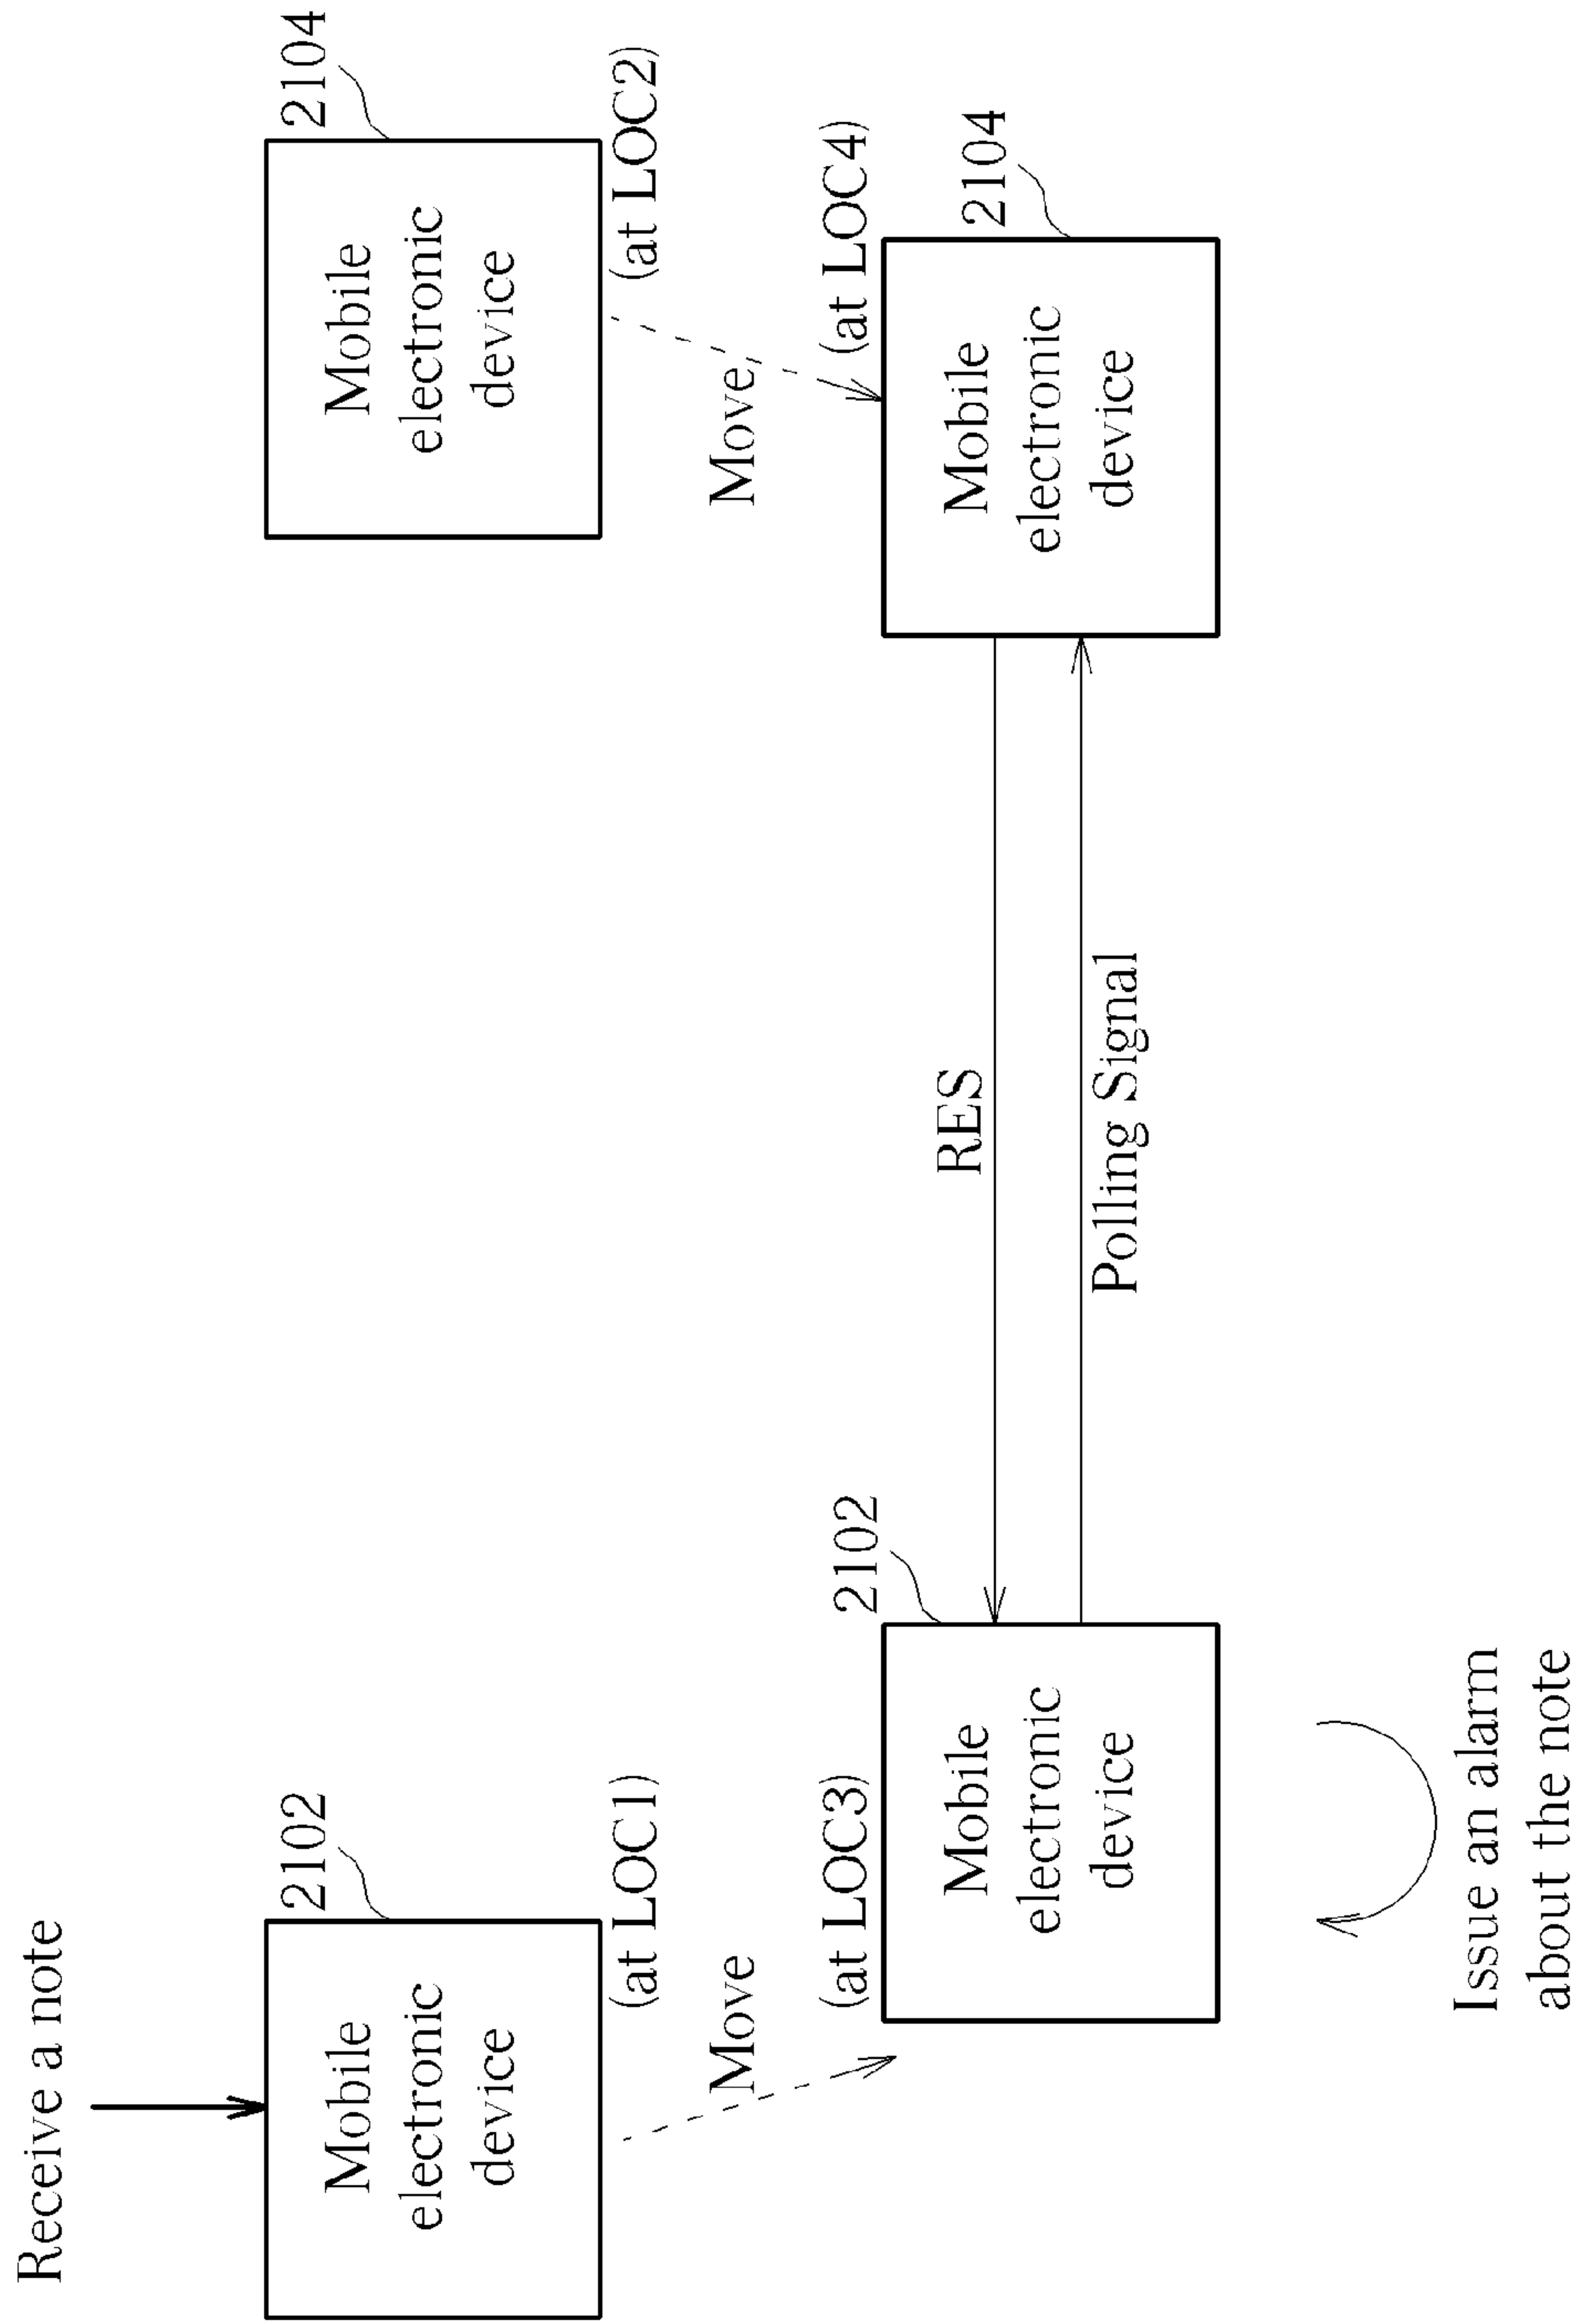 Receive a note
2102
2104
Mobile
electronic
device
Mobile
electronic
device
(at LOC1)
(at LOC2)
Move
Move
(at LOC3)
2102
(at LOC4)
2104
Mobile
electronic
device
RES
Polling Signal
Mobile
electronic
device
Issue an alarm
about the note